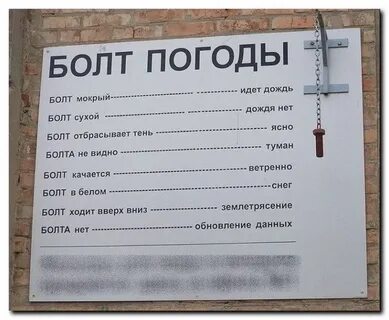 БОЛТ ПОГОДЫ
БОЛТ мокрый---------- ----------идет дождь
БОЛТ сухой---------- ----------дождя нет
БОЛТ отбрасывает тень ----------ясно
БОЛТА не видно ----------туман
БОЛТ качается ----------ветренно
БОЛТ в белом ----------снег
БОЛТ ходит вверх вниз ----------землетрясение
БОЛТА нет----------обновление данных